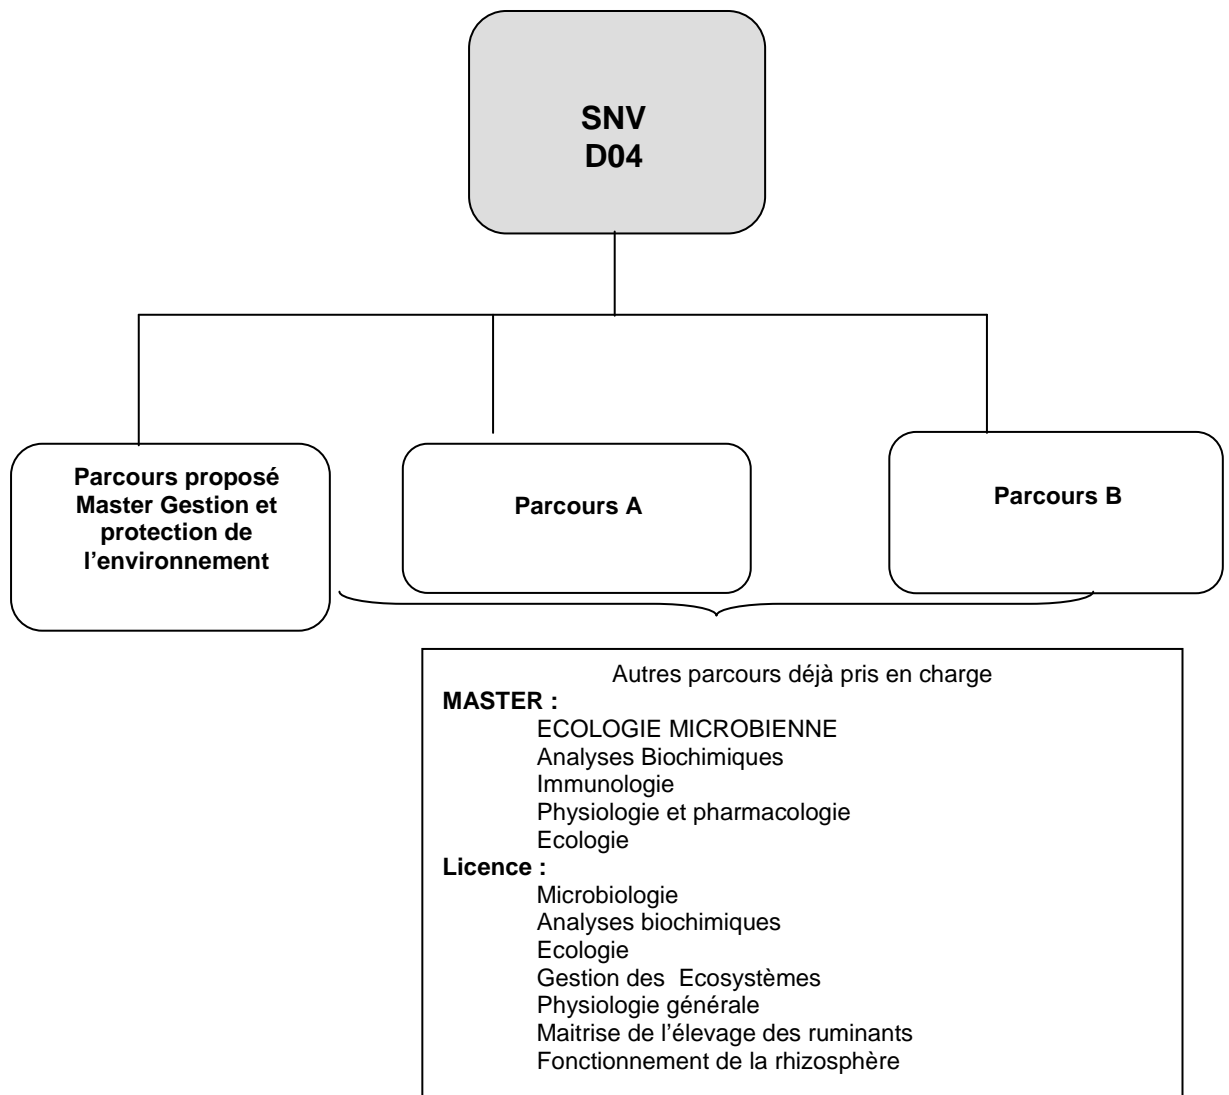 SNV
D04
Parcours proposé
Master Gestion et
protection de
l’environnement
Parcours A
Parcours B
Autres parcours déjà pris en charge
MASTER :
ECOLOGIE MICROBIENNE
Analyses Biochimiques
Immunologie
Physiologie et pharmacologie
Ecologie
Licence :
Microbiologie
Analyses biochimiques
Ecologie
Gestion des  Ecosystèmes
Physiologie générale
Maitrise de l’élevage des ruminants
Fonctionnement de la rhizosphère